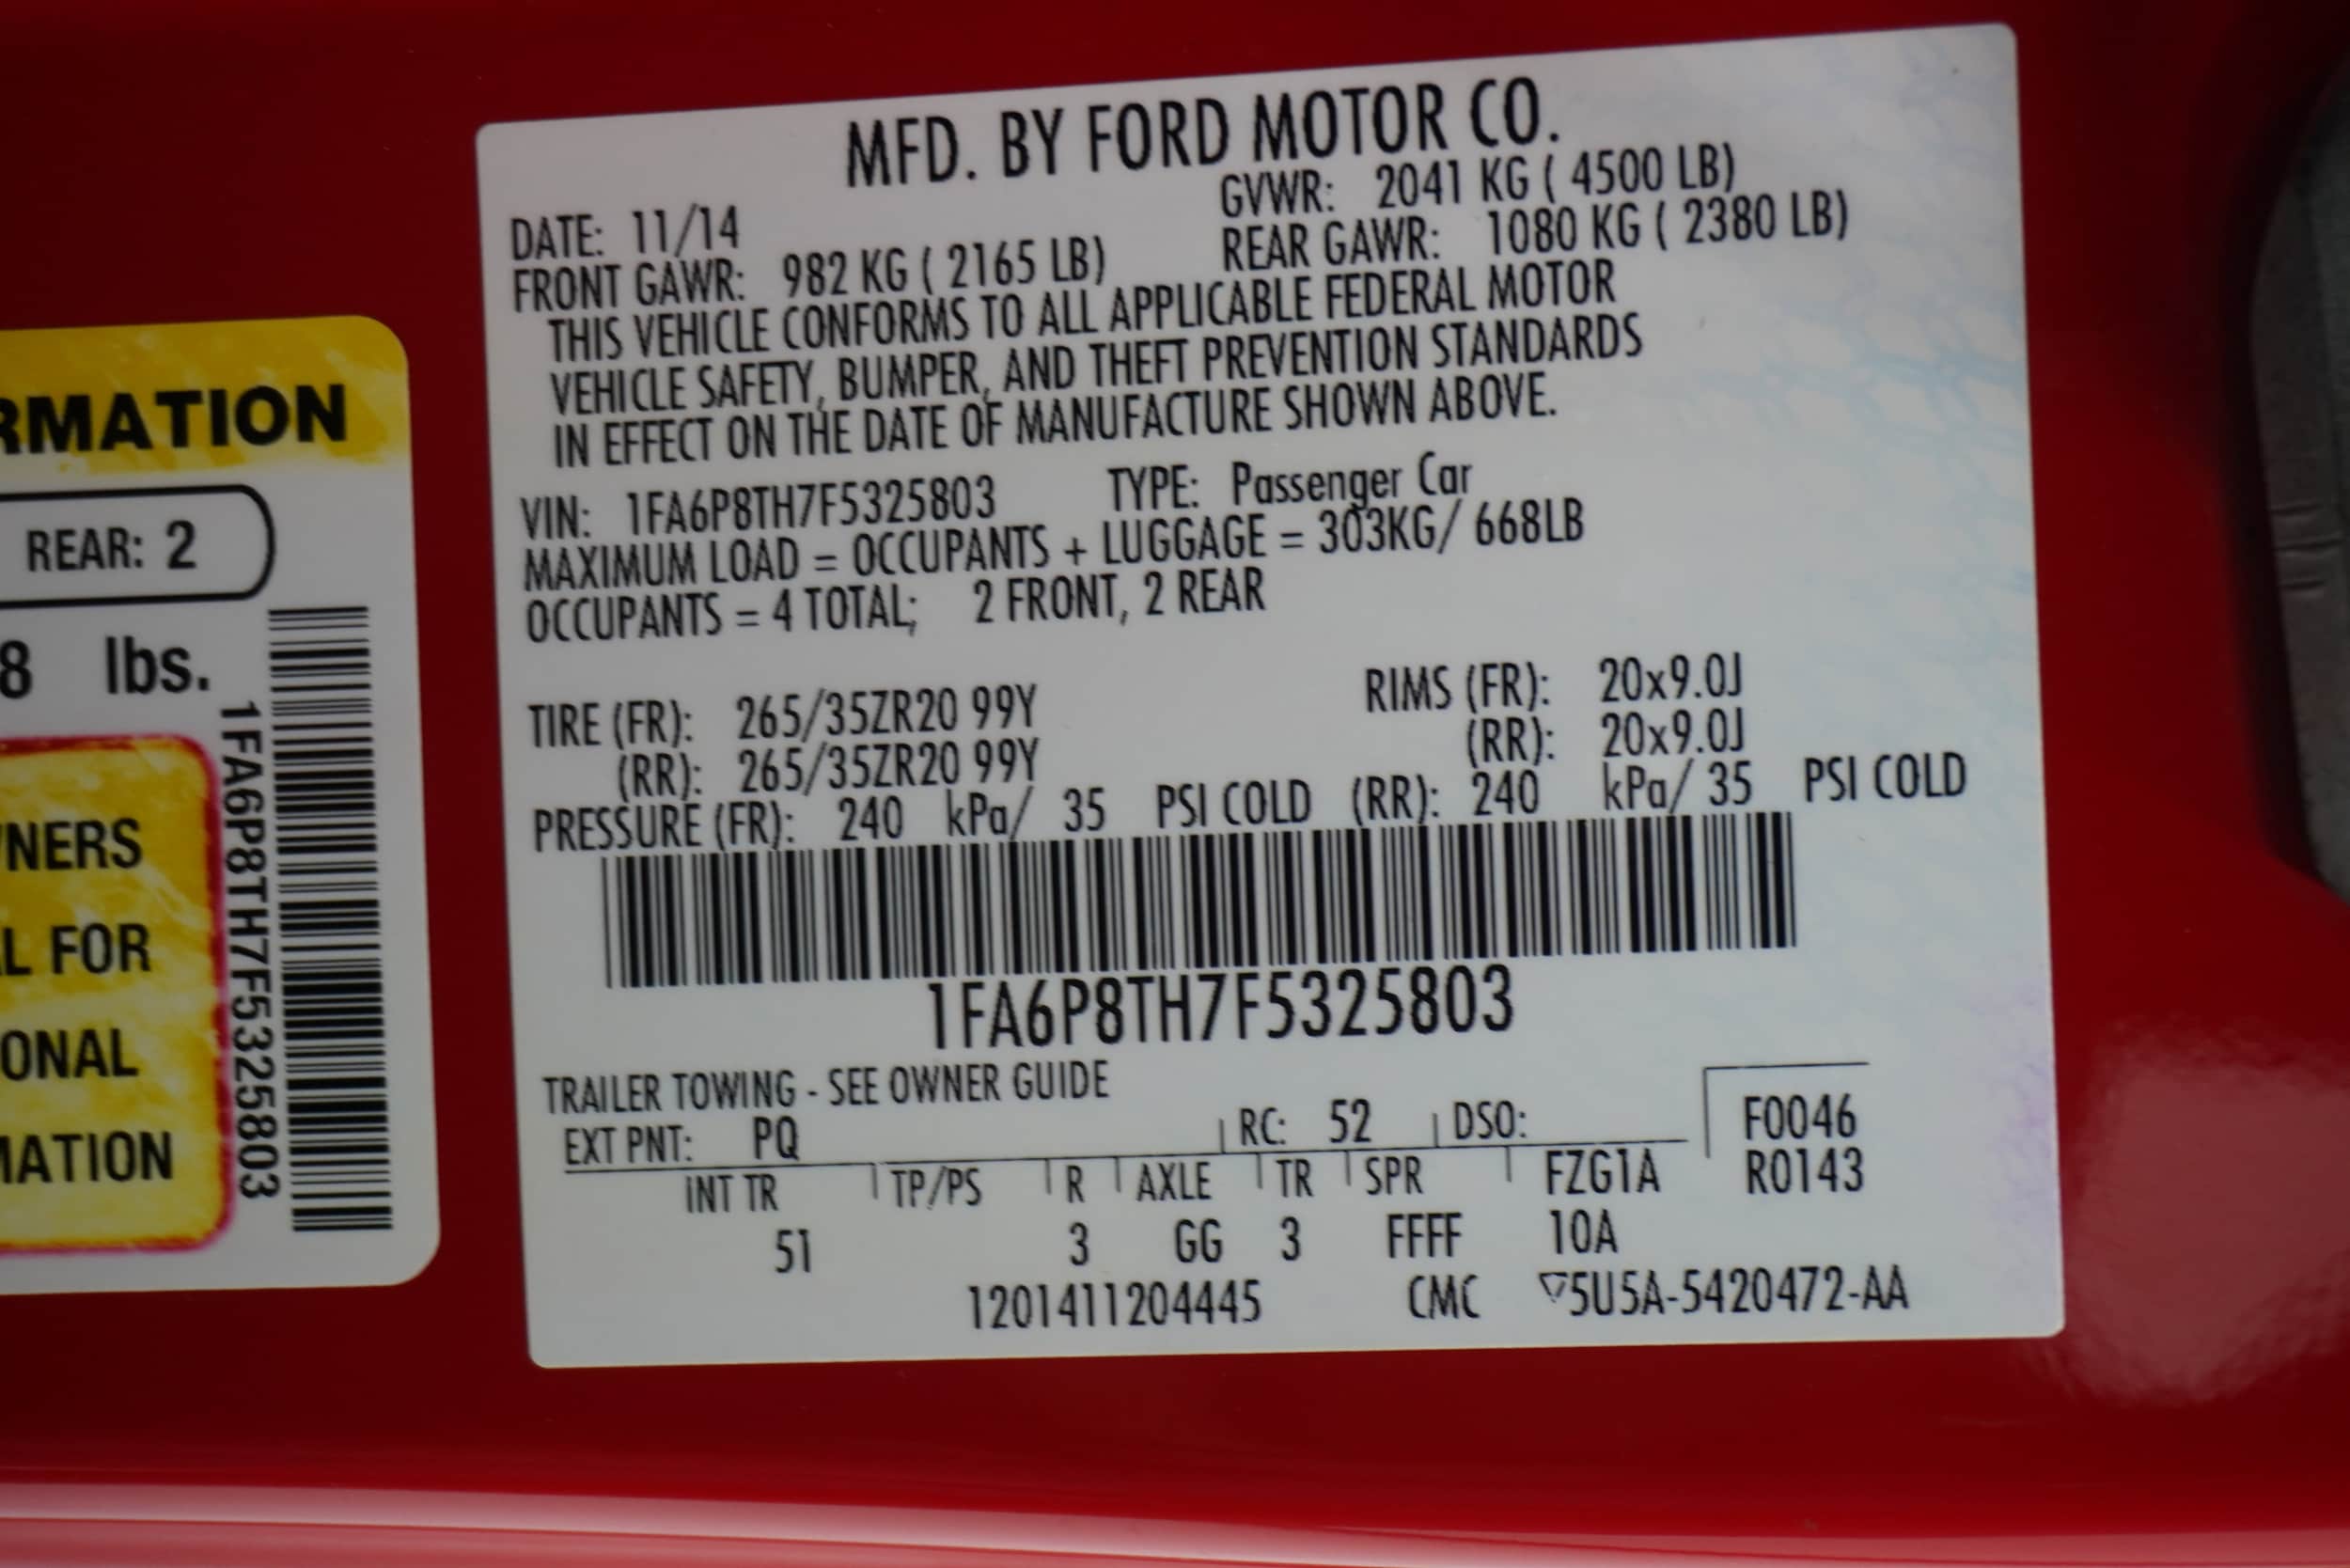 RMATION
REAR: 2
8 lbs.
NERS
L FOR
ONAL
MATION
1FA6P8TH7F5325803
MFD. BY FORD MOTOR CO.
DATE: 11/14 GVWR: 2041 KG ( 4500 LB)
FRONT GAWR: 982 KG ( 2165 LB) REAR GAWR: 1080 KG ( 2380 LB)
THIS VEHICLE CONFORMS TO ALL APPLICABLE FEDERAL MOTOR
VEHICLE SAFETY, BUMPER, AND THEFT PREVENTION STANDARDS
IN EFFECT ON THE DATE OF MANUFACTURE SHOWN ABOVE.
VIN: 1FA6P8TH7F5325803 TYPE: Passenger Car
MAXIMUM LOAD = OCCUPANTS + LUGGAGE = 303KG/ 668LB
OCCUPANTS = 4 TOTAL; 2 FRONT, 2 REAR
TIRE (FR): 265/35ZR20 99Y RIMS (FR): 20x9.0J
(RR): 265/35ZR20 99Y (RR): 20x9.0J
PRESSURE (FR): 240 kPa/ 35 PSI COLD (RR): 240 kPa/ 35 PSI COLD
1FA6P8TH7F5325803
TRAILER TOWING - SEE OWNER GUIDE
EXT PNT: PQ RC: 52 DSO: F0046
INT TR TP/PS R AXLE TR SPR FZG1A R0143
51 3 GG 3 FFFF 10A
1201411204445 CMC ▽5U5A-5420472-AA